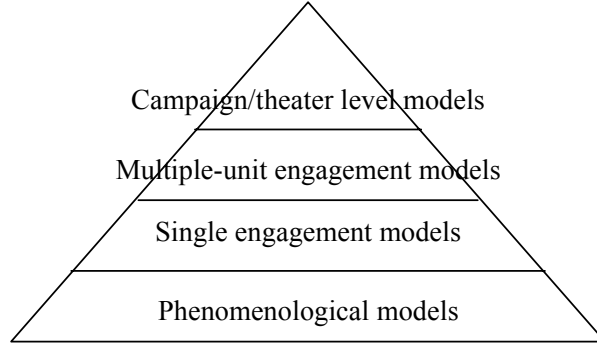 Campaign/theater level models
Multiple-unit engagement models
Single engagement models
Phenomenological models